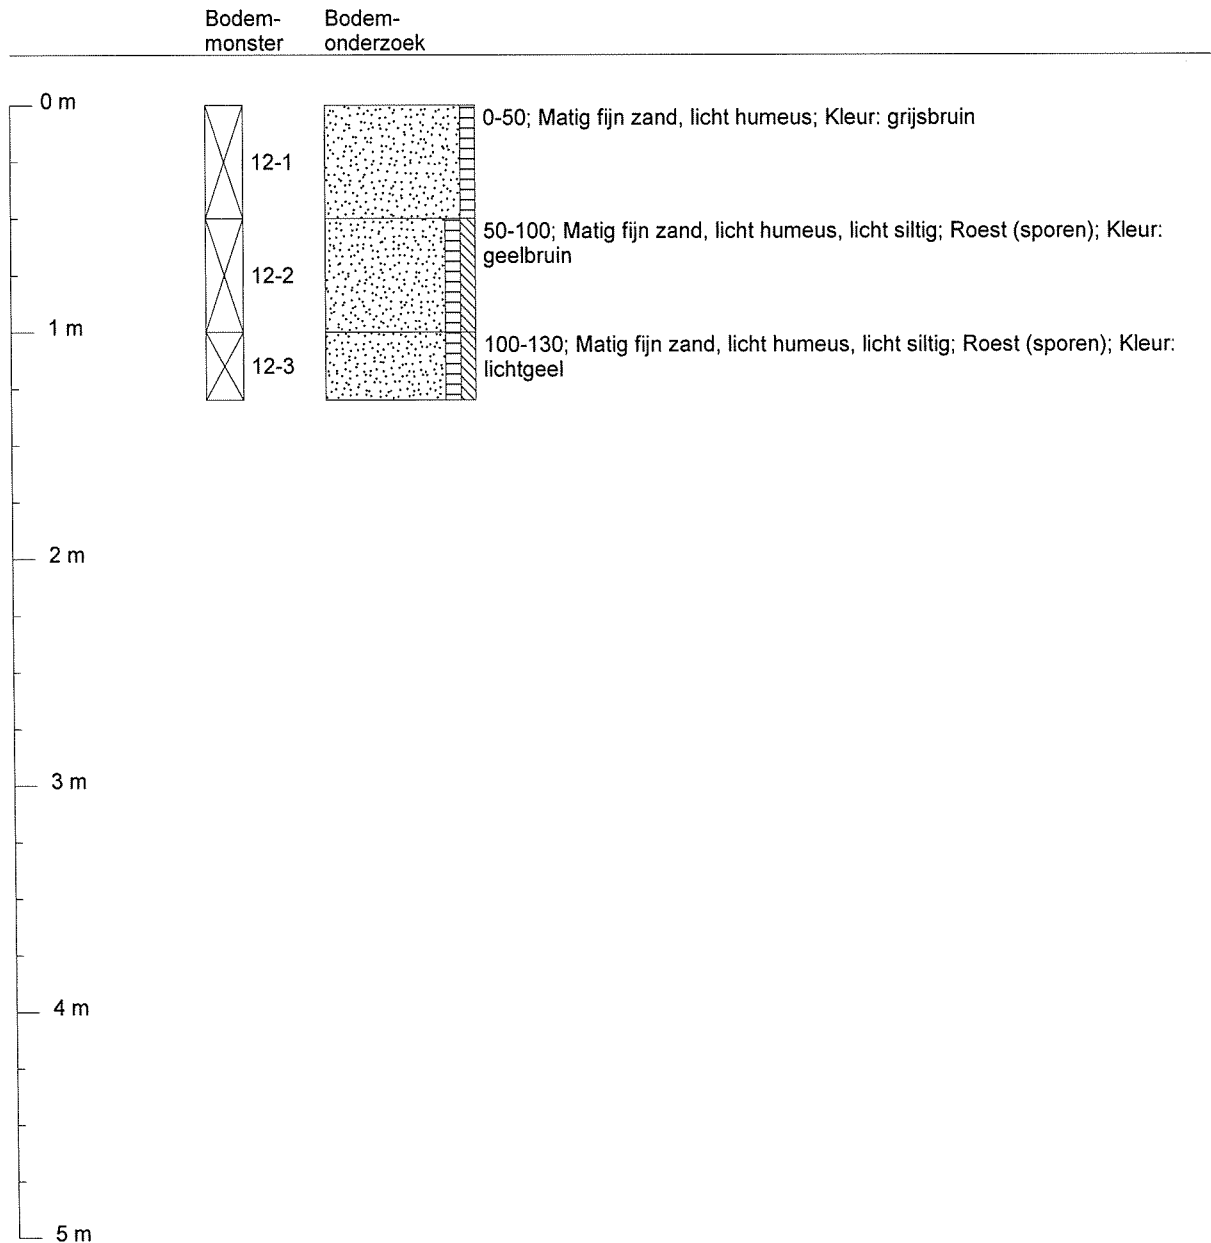 Bodem-
monster
Bodem-
onderzoek
0 m
12-1
0-50; Matig fijn zand, licht humeus; Kleur: grijsbruin
50-100; Matig fijn zand, licht humeus, licht siltig; Roest (sporen); Kleur:
geelbruin
12-2
1 m
100-130; Matig fijn zand, licht humeus, licht siltig; Roest (sporen); Kleur:
lichtgeel
12-3
2 m
3 m
4 m
5 m